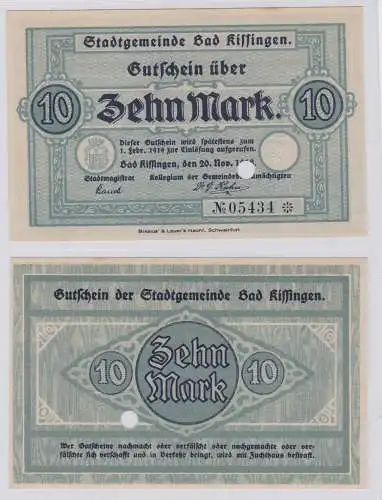 Stadtgemeinde Bad Kissingen.
Gutschein über
10 Zehn Mark. 10
Dieser Gutschein wird spätestens zum
1. Febr. 1919 zur Einlösung aufgerufen.
Bad Kissingen, den 20. Nov.
Stadtmagistrat Kollegium der Gemeindebevollmächtigten
№ 05434 ※
Gutschein der Stadtgemeinde Bad Kissingen.
Zehn
10 Mark 10
Wer Gutscheine nachmacht oder verfälscht oder nachgemachte oder ver-
fälschte sich verschafft und in Verkehr bringt, wird mit Zuchthaus bestraft.